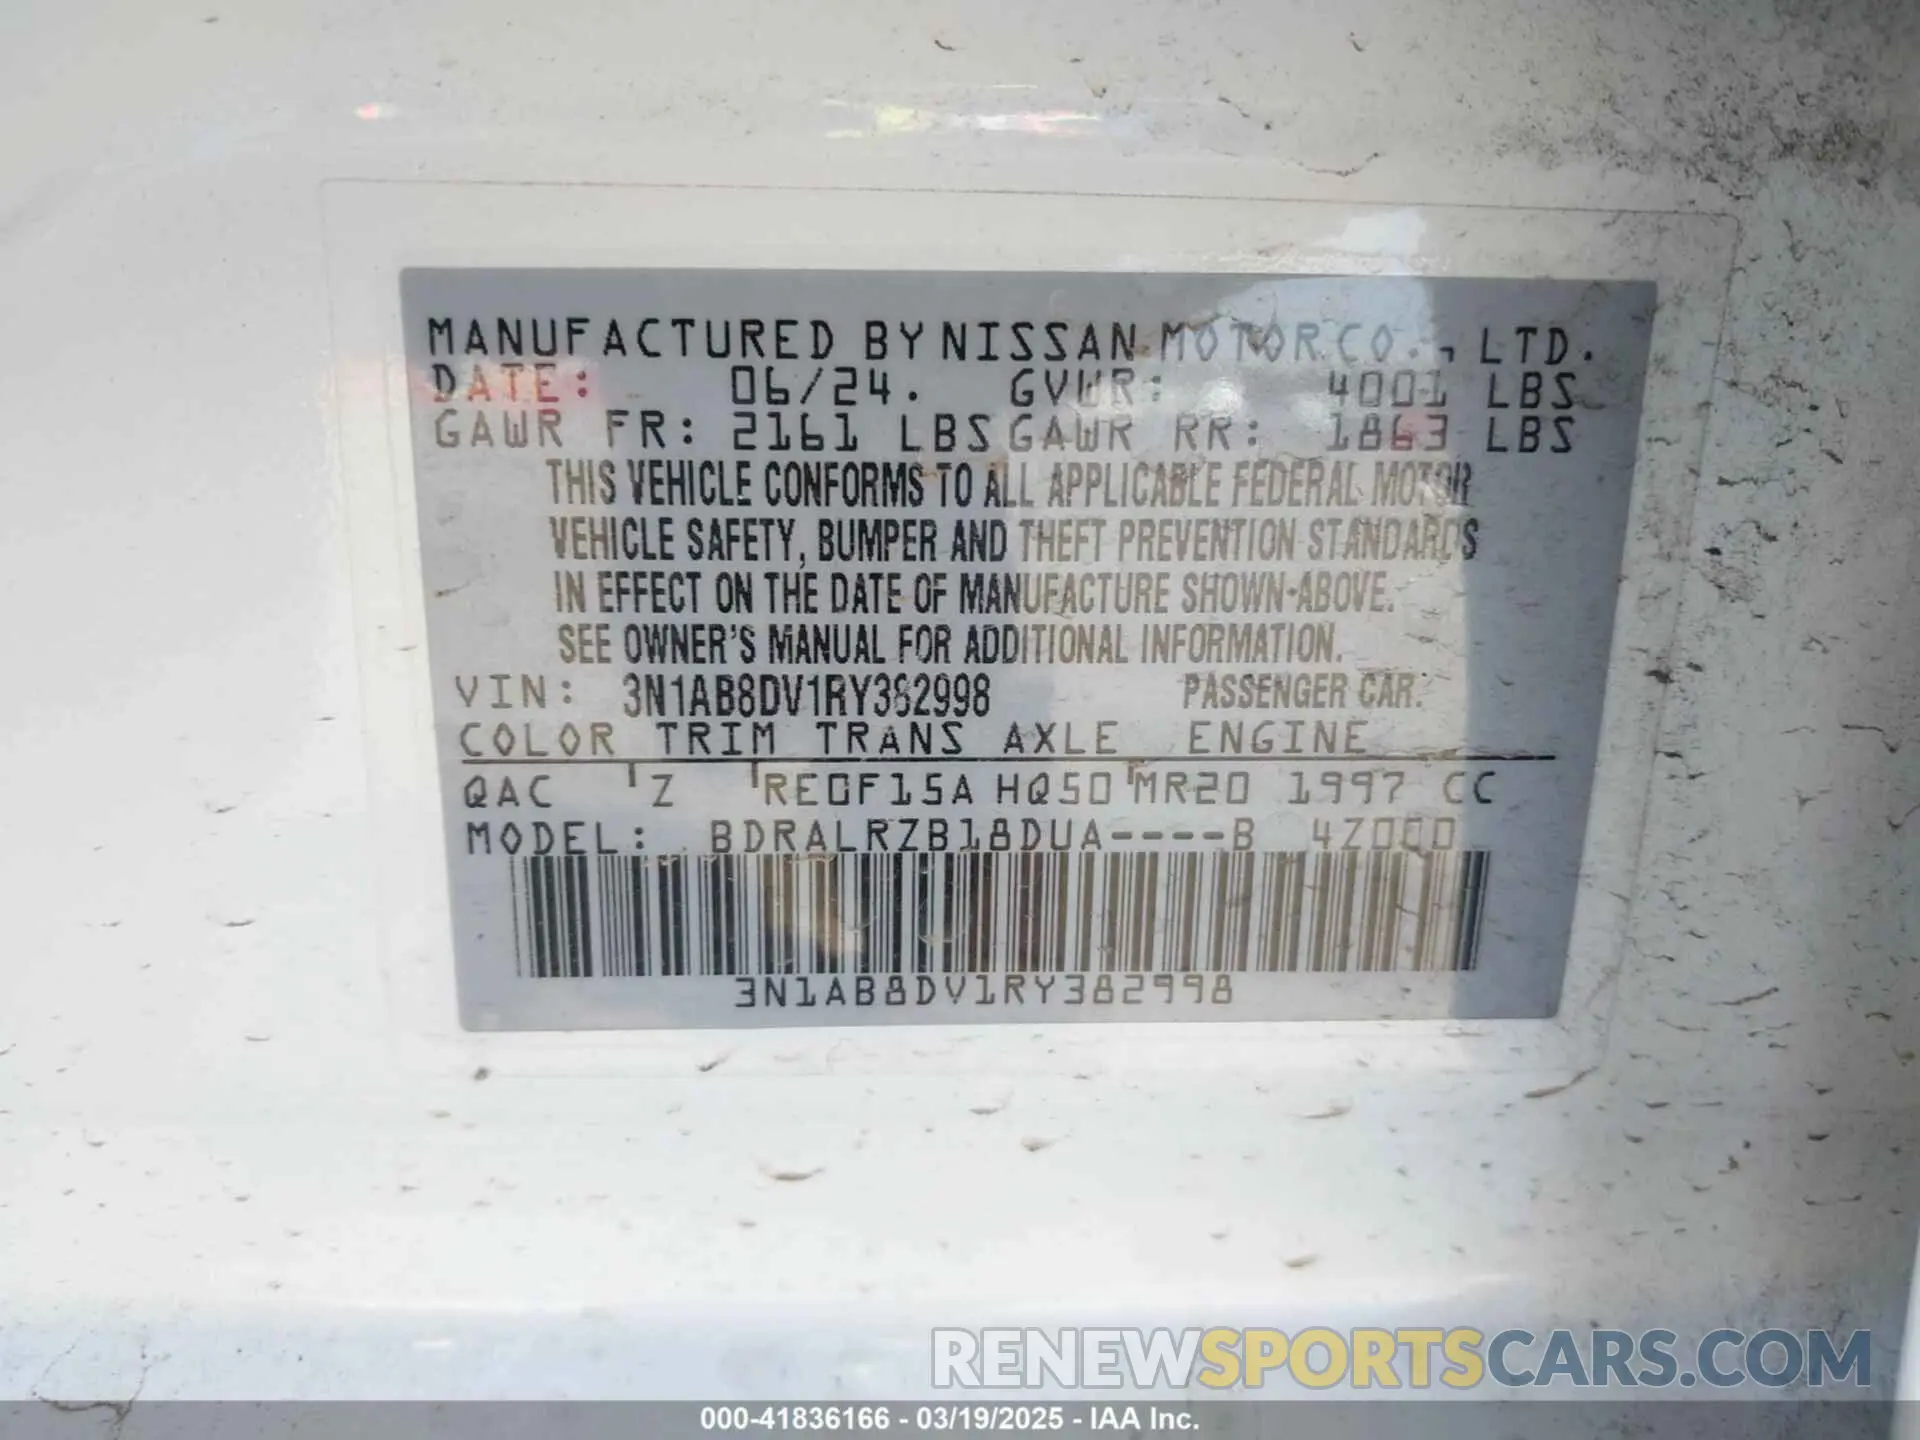 MANUFACTURED BY NISSAN MOTOR CO., LTD.
DATE: 06/24. GVWR: 4001 LBS
GAWR FR: 2161 LBS GAWR RR: 1863 LBS
THIS VEHICLE CONFORMS TO ALL APPLICABLE FEDERAL MOTOR
VEHICLE SAFETY, BUMPER AND THEFT PREVENTION STANDARDS
IN EFFECT ON THE DATE OF MANUFACTURE SHOWN ABOVE.
SEE OWNER'S MANUAL FOR ADDITIONAL INFORMATION.
VIN: 3N1AB8DV1RY382998 PASSENGER CAR.
COLOR TRIM TRANS AXLE ENGINE
QAC Z RE0F15A HQ50 MR20 1997 CC
MODEL: BDRALRZB18DUA----B
3N1AB8DV1RY382998
RENEWSPORTSCARS.COM
000-41836166 - 03/19/2025 - IAA Inc.